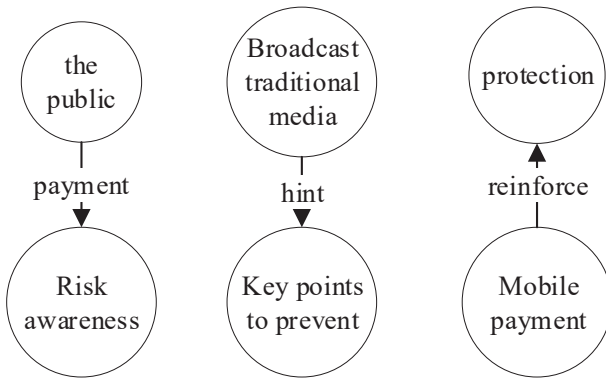 the
public
payment
Risk
awareness
Broadcast
traditional
media
hint
Key points
to prevent
protection
reinforce
Mobile
payment